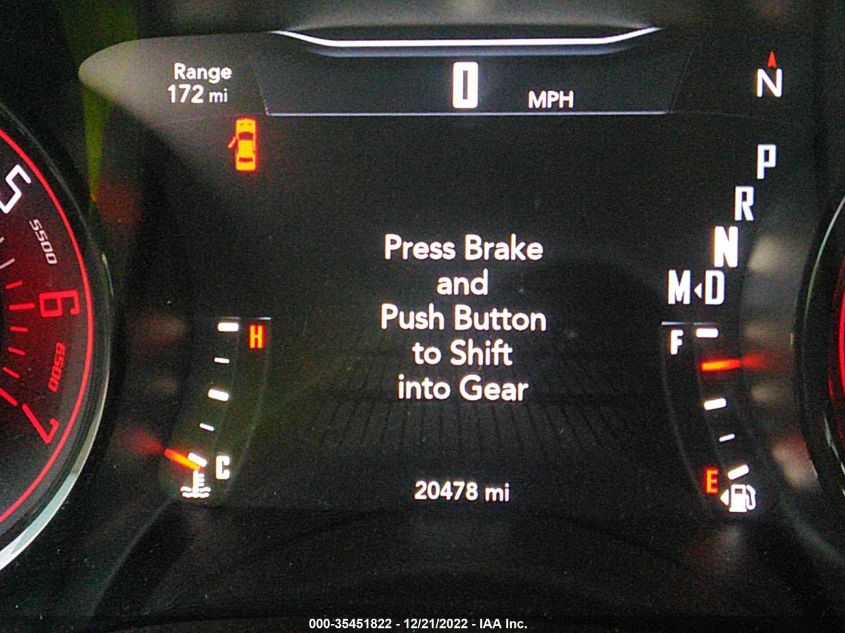 Range
172 mi
0 MPH
N
P
R
N
M◂D
5
5500
6
6500
7
Press Brake
and
Push Button
to Shift
into Gear
H
C
F
E
20478 mi
000-35451822 - 12/21/2022 - IAA Inc.